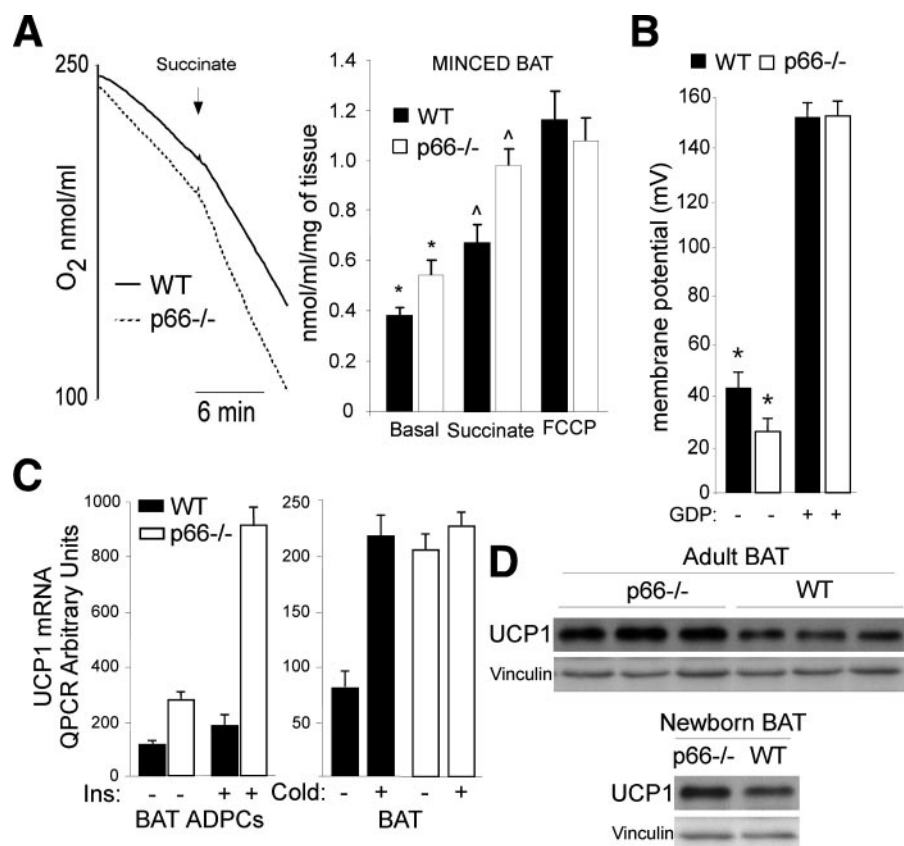 A
250
O2 nmol/ml
100
Succinate
WT
p66-/-
6 min
nmol/ml/mg of tissue
1.4
1.2
1.0
0.8
0.6
0.4
0.2
0
MINCED BAT
WT
p66-/-
*
*
^
^
Basal Succinate FCCP
B
WT p66-/-
membrane potential (mV)
160
150
60
40
20
0
*
*
GDP: - - + +
C
UCP1 mRNA
QPCR Arbitrary Units
1000
800
600
400
200
0
WT
p66-/-
Ins: - - + +
BAT ADPCs
250
200
150
100
50
0
Cold: - + - +
BAT
D
Adult BAT
p66-/- WT
UCP1
Vinculin
Newborn BAT
p66-/- WT
UCP1
Vinculin